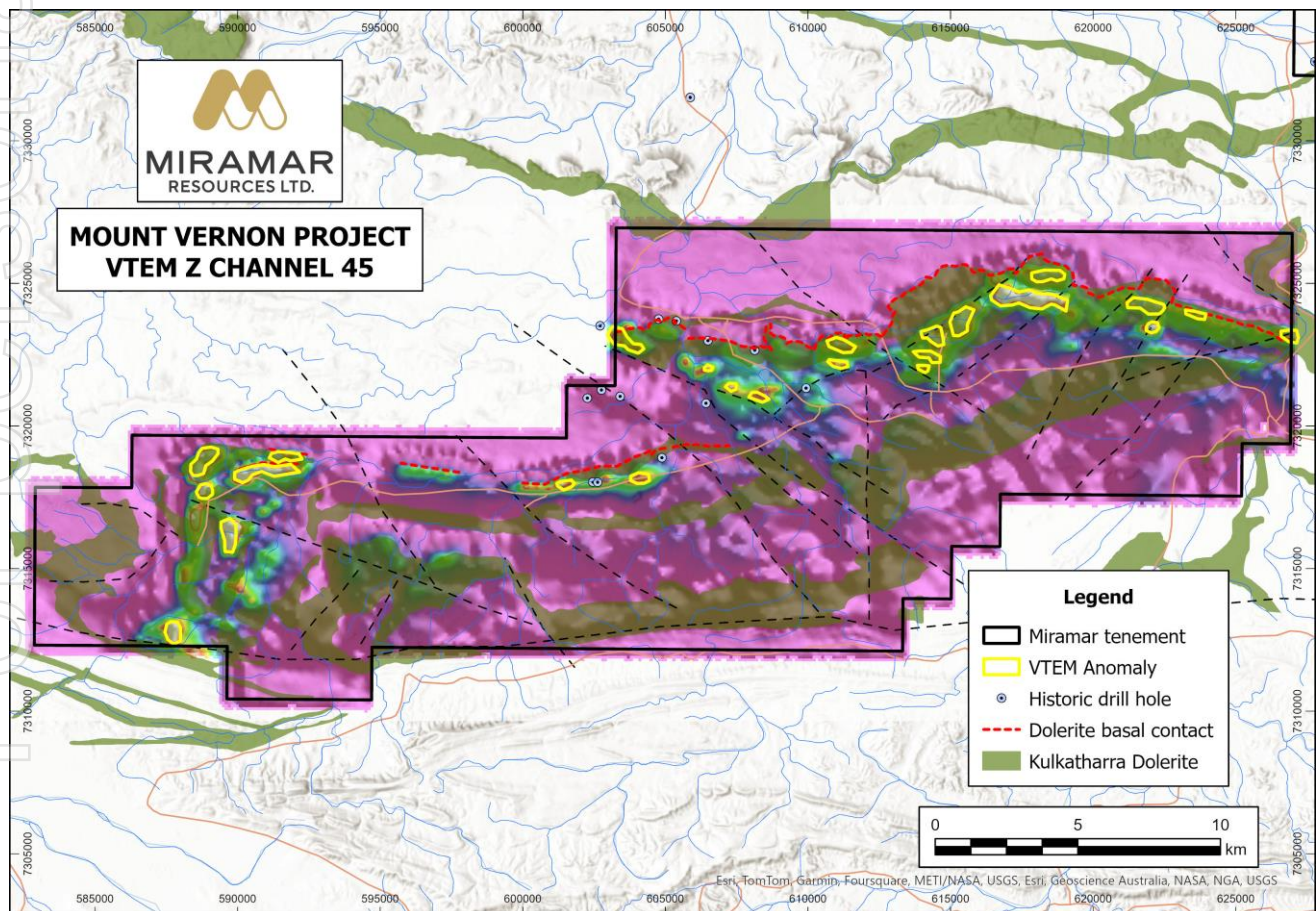 585000 590000 595000 600000 605000 610000 615000 620000 625000
MIRAMAR
RESOURCES LTD.
MOUNT VERNON PROJECT
VTEM Z CHANNEL 45
7330000
7330000
7325000
7325000
7320000
7320000
7315000
7315000
7310000
7310000
7305000
7305000
Legend
Miramar tenement
VTEM Anomaly
Historic drill hole
Dolerite basal contact
Kulkatharra Dolerite
0 5 10
km
Esri, TomTom, Garmin, Foursquare, METI/NASA, USGS, Esri, Geoscience Australia, NASA, NGA, USGS
585000 590000 595000 600000 605000 610000 615000 620000 625000